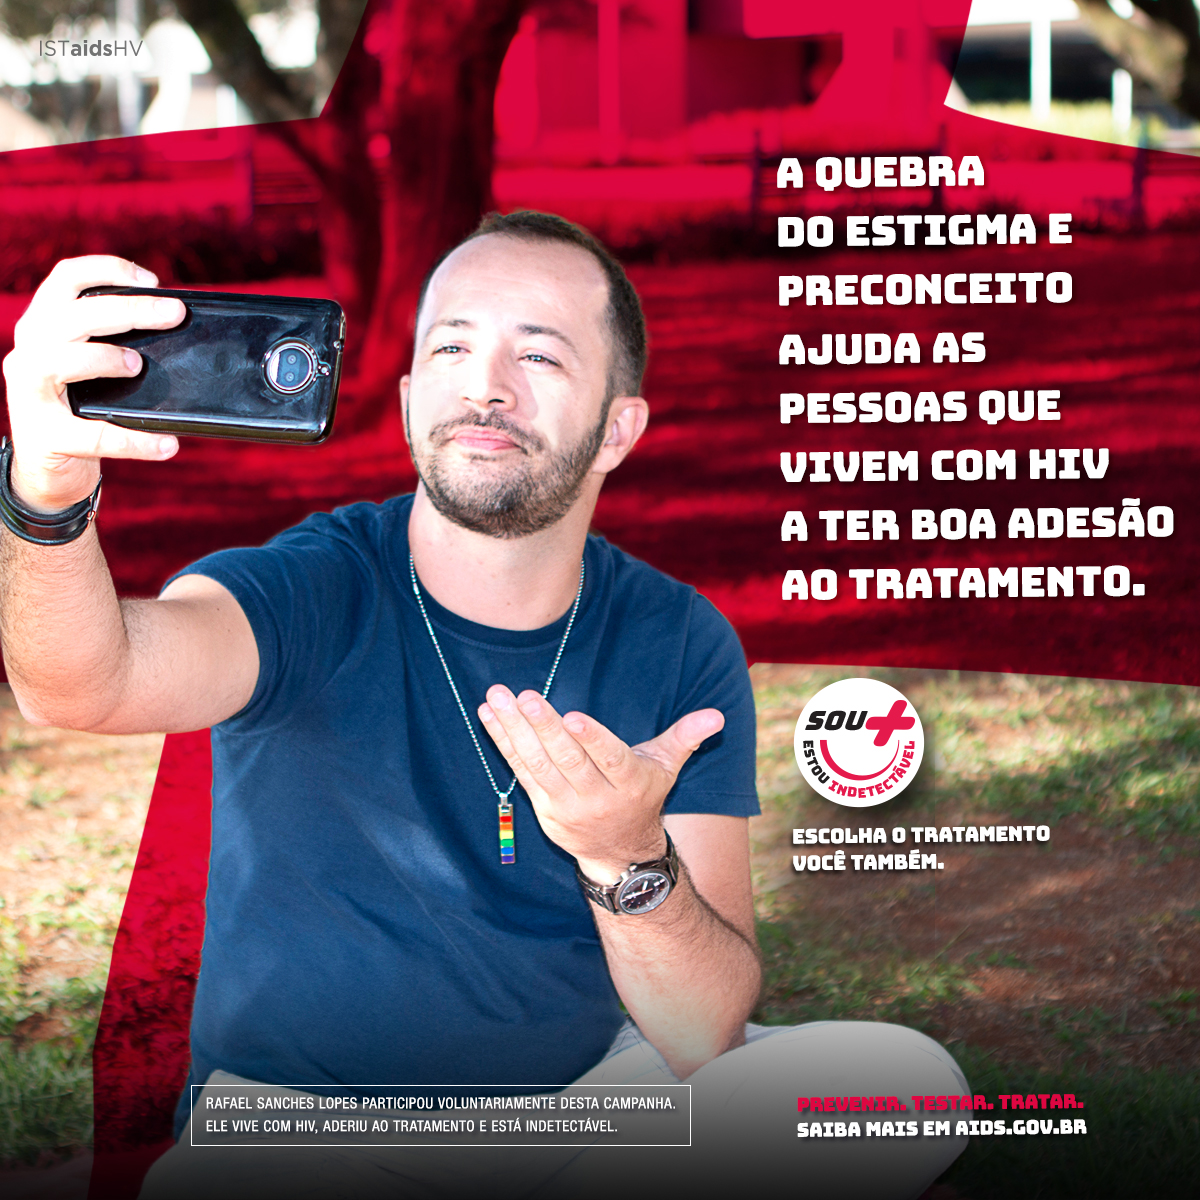 ISTaidsHV
A QUEBRA
DO ESTIGMA E
PRECONCEITO
AJUDA AS
PESSOAS QUE
VIVEM COM HIV
A TER BOA ADESÃO
AO TRATAMENTO.
SOU+
ESTOU INDETECTÁVEL
ESCOLHA O TRATAMENTO
VOCÊ TAMBÉM.
RAFAEL SANCHES LOPES PARTICIPOU VOLUNTARIAMENTE DESTA CAMPANHA.
ELE VIVE COM HIV, ADERIU AO TRATAMENTO E ESTÁ INDETECTÁVEL.
PREVENIR. TESTAR. TRATAR.
SAIBA MAIS EM AIDS.GOV.BR